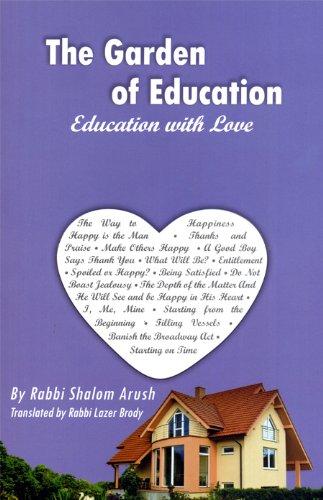 The Garden
of Education
Education with Love
The Way to Happiness
Happy is the Man • Thanks and
Praise • Make Others Happy • A Good Boy
Says Thank You • What Will Be? • Entitlement
• Spoiled or Happy? • Being Satisfied • Do Not
Boast Jealousy • The Depth of the Matter And
He Will See and be Happy in His Heart •
I, Me, Mine • Starting from the
Beginning • Filling Vessels •
Banish the Broadway Act •
Starting on Time
By Rabbi Shalom Arush
Translated by Rabbi Lazer Brody